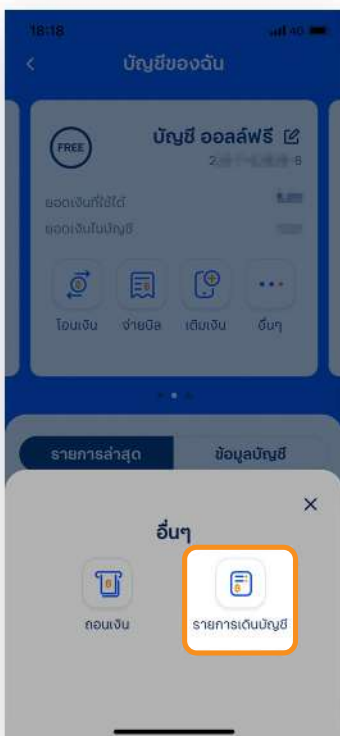 18:18
4G
บัญชีของฉัน
FREE
บัญชี ออลล์ฟรี
ยอดเงินที่ใช้ได้
ยอดเงินในบัญชี
โอนเงิน จ่ายบิล เติมเงิน อื่นๆ
รายการล่าสุด ข้อมูลบัญชี
อื่นๆ
ถอนเงิน รายการเดินบัญชี